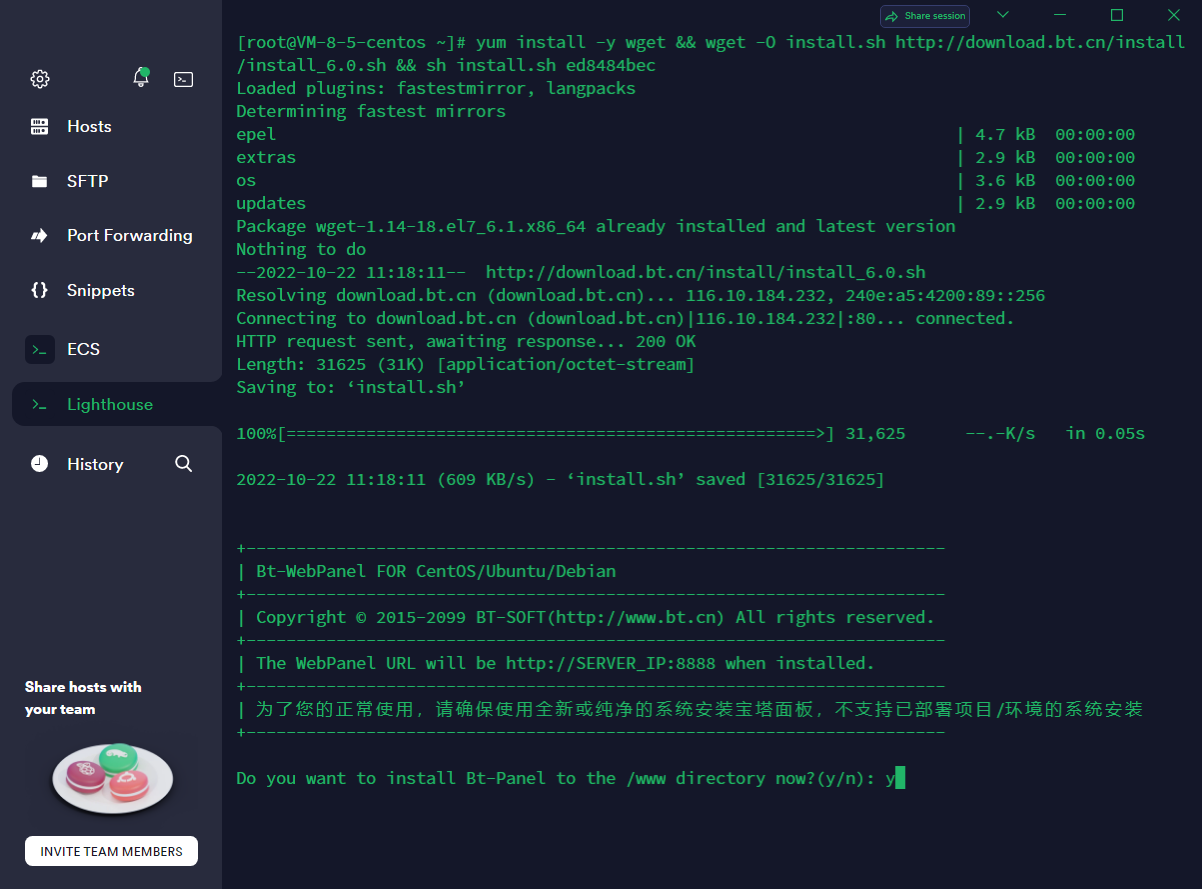 Share session
Hosts
SFTP
Port Forwarding
Snippets
ECS
Lighthouse
History
Share hosts with
your team
INVITE TEAM MEMBERS
[root@VM-8-5-centos ~]# yum install -y wget && wget -O install.sh http://download.bt.cn/install
/install_6.0.sh && sh install.sh ed8484bec
Loaded plugins: fastestmirror, langpacks
Determining fastest mirrors
epel | 4.7 kB 00:00:00
extras | 2.9 kB 00:00:00
os | 3.6 kB 00:00:00
updates | 2.9 kB 00:00:00
Package wget-1.14-18.el7_6.1.x86_64 already installed and latest version
Nothing to do
--2022-10-22 11:18:11-- http://download.bt.cn/install/install_6.0.sh
Resolving download.bt.cn (download.bt.cn)... 116.10.184.232, 240e:a5:4200:89::256
Connecting to download.bt.cn (download.bt.cn)|116.10.184.232|:80... connected.
HTTP request sent, awaiting response... 200 OK
Length: 31625 (31K) [application/octet-stream]
Saving to: ‘install.sh’
100%[=====================================================>] 31,625 --.-K/s in 0.05s
2022-10-22 11:18:11 (609 KB/s) - ‘install.sh’ saved [31625/31625]
+----------------------------------------------------------------------
| Bt-WebPanel FOR CentOS/Ubuntu/Debian
+----------------------------------------------------------------------
| Copyright © 2015-2099 BT-SOFT(http://www.bt.cn) All rights reserved.
+----------------------------------------------------------------------
| The WebPanel URL will be http://SERVER_IP:8888 when installed.
+----------------------------------------------------------------------
| 为了您的正常使用，请确保使用全新或纯净的系统安装宝塔面板，不支持已部署项目/环境的系统安装
+----------------------------------------------------------------------
Do you want to install Bt-Panel to the /www directory now?(y/n): y